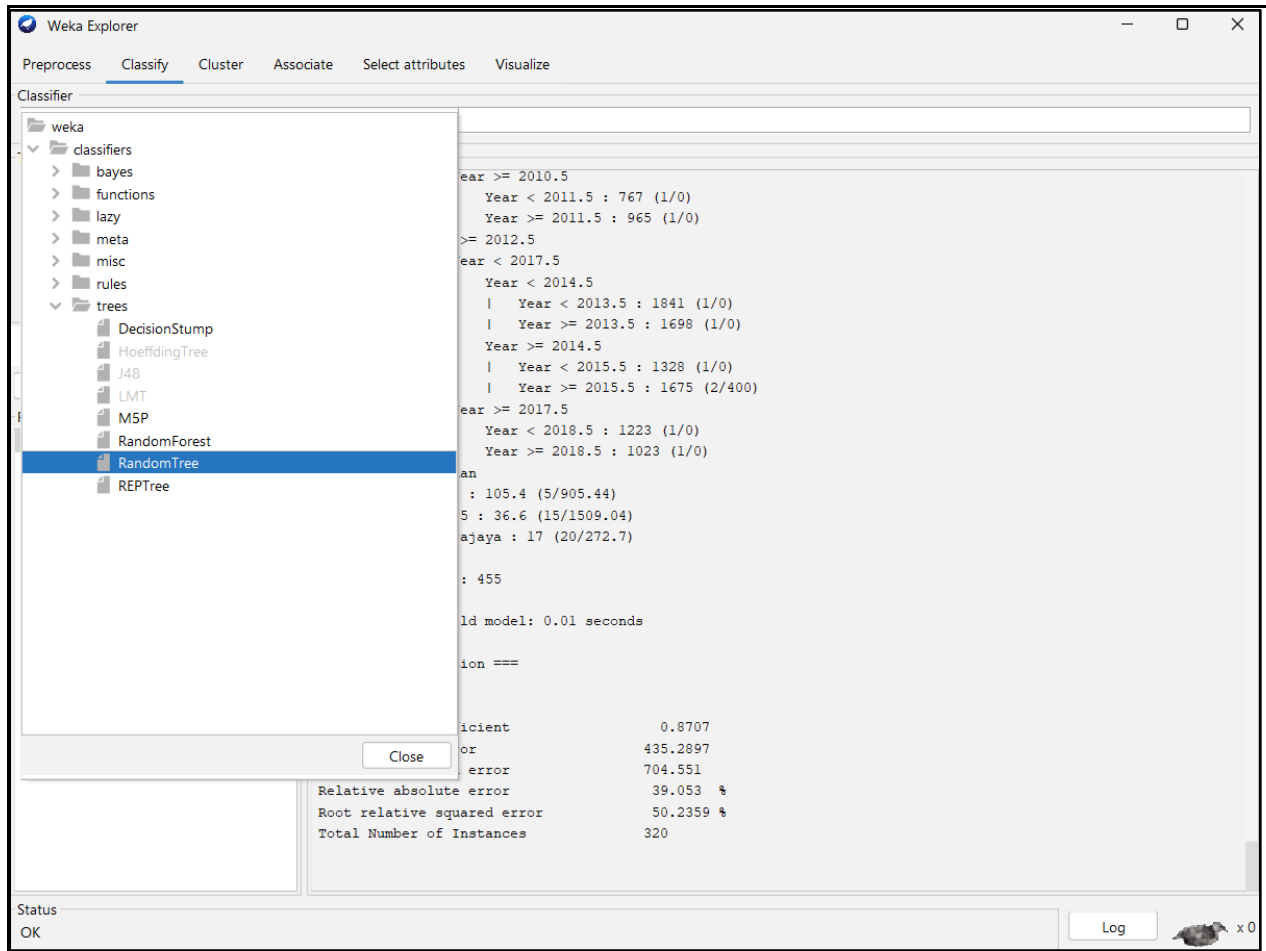 Weka Explorer
Preprocess Classify Cluster Associate Select attributes Visualize
Classifier
weka
classifiers
bayes
functions
lazy
meta
misc
rules
trees
DecisionStump
HoeffdingTree
J48
LMT
M5P
RandomForest
RandomTree
REPTree
Close
ear >= 2010.5
Year < 2011.5 : 767 (1/0)
Year >= 2011.5 : 965 (1/0)
>= 2012.5
ear < 2017.5
Year < 2014.5
| Year < 2013.5 : 1841 (1/0)
| Year >= 2013.5 : 1698 (1/0)
Year >= 2014.5
| Year < 2015.5 : 1328 (1/0)
| Year >= 2015.5 : 1675 (2/400)
ear >= 2017.5
Year < 2018.5 : 1223 (1/0)
Year >= 2018.5 : 1023 (1/0)
an
: 105.4 (5/905.44)
5 : 36.6 (15/1509.04)
ajaya : 17 (20/272.7)
: 455
ld model: 0.01 seconds
ion ===
icient 0.8707
or 435.2897
error 704.551
Relative absolute error 39.053 %
Root relative squared error 50.2359 %
Total Number of Instances 320
Status
OK
Log
x 0